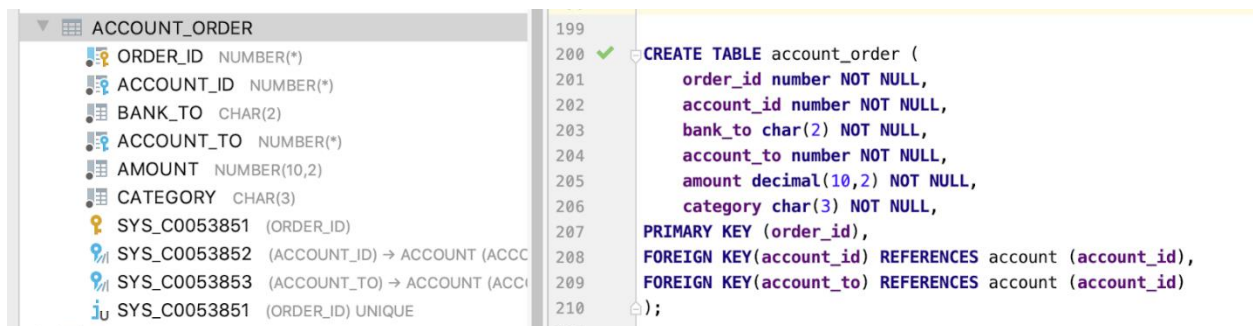 ACCOUNT_ORDER
ORDER_ID NUMBER(*)
ACCOUNT_ID NUMBER(*)
BANK_TO CHAR(2)
ACCOUNT_TO NUMBER(*)
AMOUNT NUMBER(10,2)
CATEGORY CHAR(3)
SYS_C0053851 (ORDER_ID)
SYS_C0053852 (ACCOUNT_ID) → ACCOUNT (ACCC
SYS_C0053853 (ACCOUNT_TO) → ACCOUNT (ACC
SYS_C0053851 (ORDER_ID) UNIQUE
199
200 CREATE TABLE account_order (
201 order_id number NOT NULL,
202 account_id number NOT NULL,
203 bank_to char(2) NOT NULL,
204 account_to number NOT NULL,
205 amount decimal(10,2) NOT NULL,
206 category char(3) NOT NULL,
207 PRIMARY KEY (order_id),
208 FOREIGN KEY(account_id) REFERENCES account (account_id),
209 FOREIGN KEY(account_to) REFERENCES account (account_id)
210 );